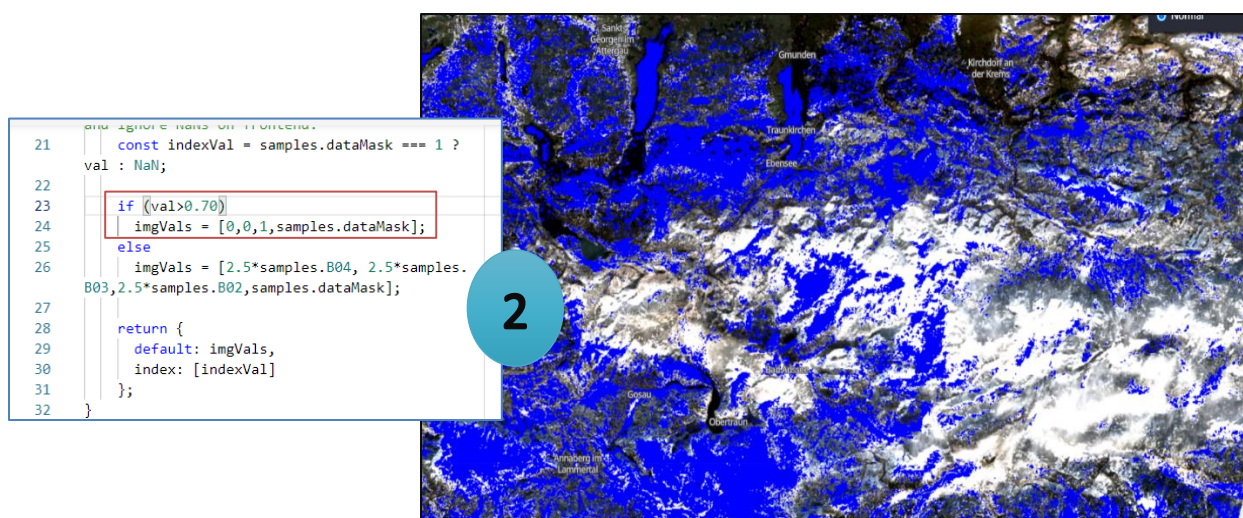 and ignore NaNs on frontend.
21 const indexVal = samples.dataMask === 1 ?
val : NaN;
22
23 if (val>0.70)
24 imgVals = [0,0,1,samples.dataMask];
25 else
26 imgVals = [2.5*samples.B04, 2.5*samples.
B03,2.5*samples.B02,samples.dataMask];
27
28 return {
29 default: imgVals,
30 index: [indexVal]
31 };
32 }
2
Normal
Sankt
Georgen im
Attergau
Gmunden
Kirchdorf an
der Krems
Traunkirchen
Ebensee
Bad Aussee
Gosau
Obertraun
Annaberg im
Lammertal